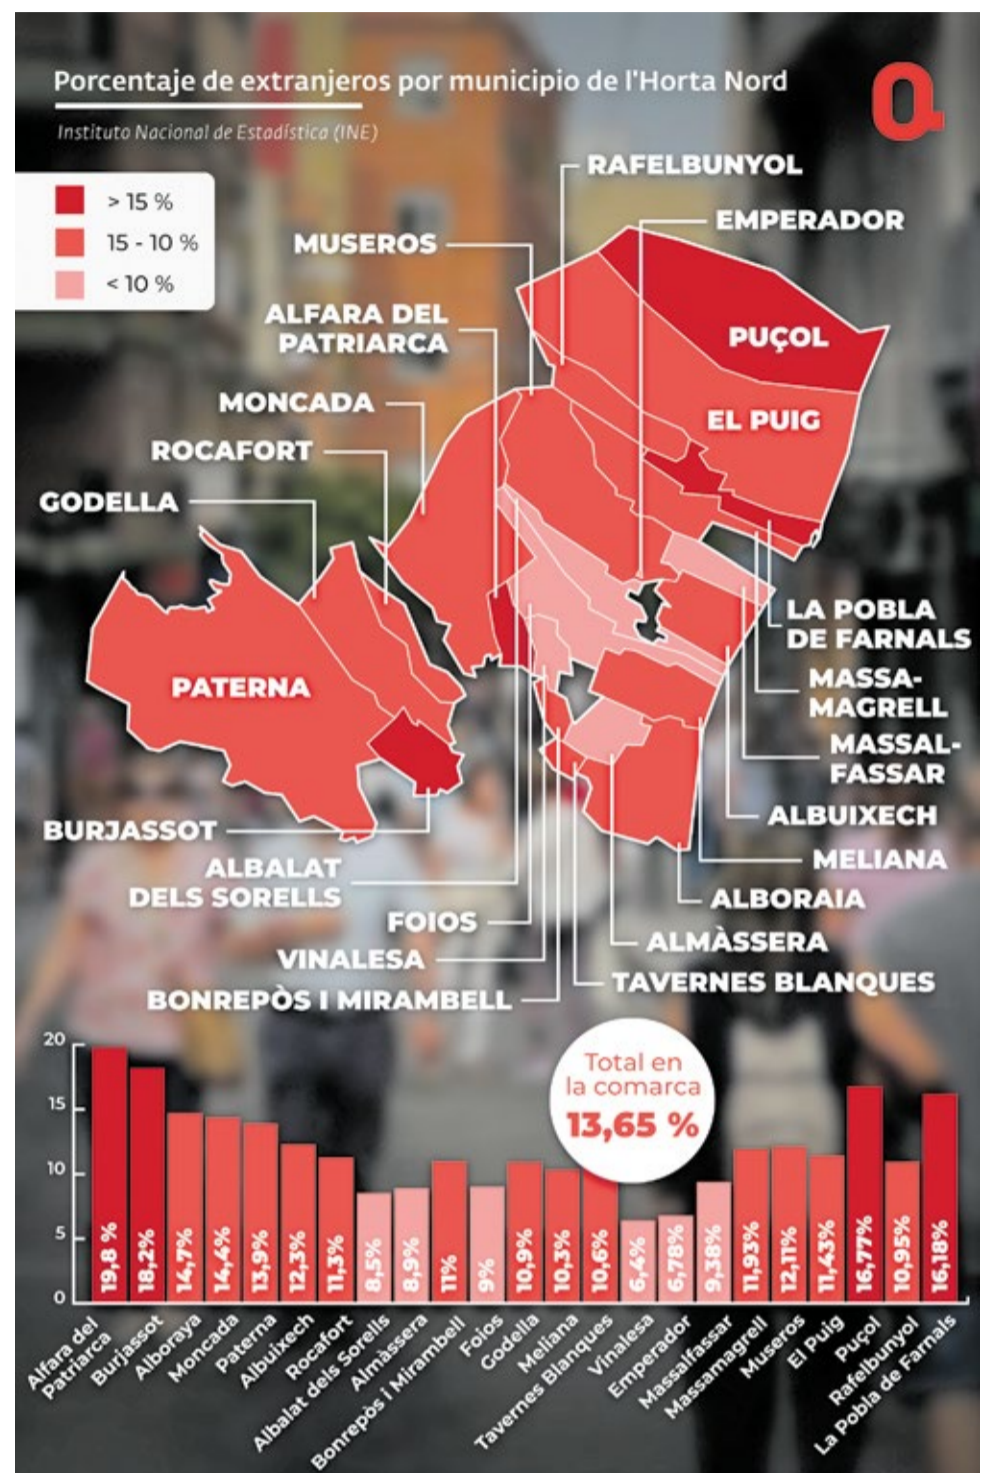 Porcentaje de extranjeros por municipio de l'Horta Nord
Q
Instituto Nacional de Estadística (INE)
> 15 %
15 - 10 %
< 10 %
RAFELBUNYOL
EMPERADOR
MUSEROS
ALFARA DEL
PATRIARCA
PUÇOL
MONCADA
EL PUIG
ROCAFORT
GODELLA
LA POBLA
DE FARNALS
PATERNA
MASSA-
MAGRELL
MASSAL-
FASSAR
ALBUIXECH
BURJASSOT
MELIANA
ALBALAT
DELS SORELLS
ALBORAIA
FOIOS
ALMÀSSERA
VINALESA
TAVERNES BLANQUES
BONREPÒS I MIRAMBELL
Total en
la comarca
13,65 %
20
15
10
5
0
19,8 %
18,2%
14,7%
14,4%
13,9%
12,3%
11,3%
8,5%
8,9%
11%
9%
10,9%
10,3%
10,6%
6,4%
6,78%
9,38%
11,93%
12,11%
11,43%
16,77%
10,95%
16,18%
Alfara del
Patriarca
Burjassot
Alboraya
Moncada
Paterna
Albuixech
Rocafort
Albalat dels Sorells
Almàssera
Bonrepòs i Mirambell
Foios
Godella
Meliana
Tavernes Blanques
Vinalesa
Emperador
Massalfassar
Massamagrell
Museros
El Puig
Puçol
Rafelbunyol
La Pobla de Farnals